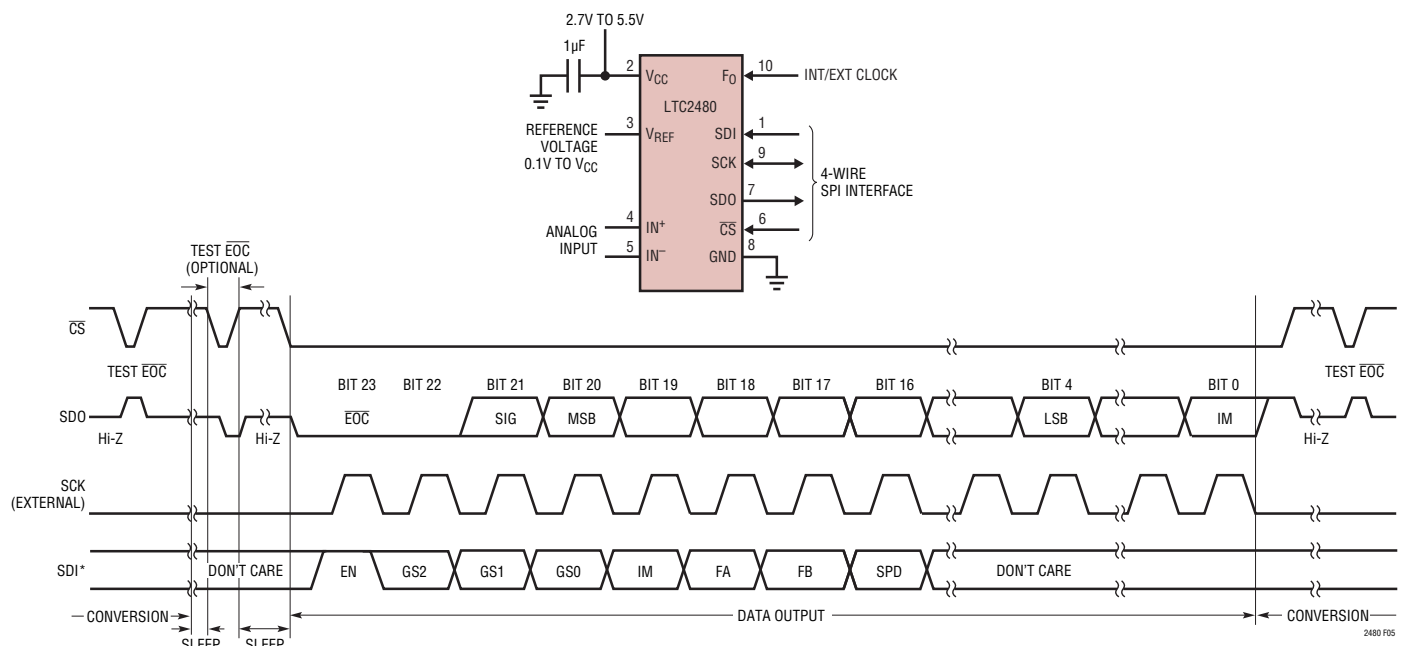 2.7V TO 5.5V
1µF
2
VCC
LTC2480
FO
10
INT/EXT CLOCK
REFERENCE
VOLTAGE
0.1V TO VCC
3
VREF
SDI
1
SCK
9
SDO
7
CS
6
4-WIRE
SPI INTERFACE
ANALOG
INPUT
4
IN+
5
IN−
GND
8
TEST EOC
(OPTIONAL)
CS
TEST EOC
BIT 23 BIT 22 BIT 21 BIT 20 BIT 19 BIT 18 BIT 17 BIT 16 BIT 4 BIT 0
TEST EOC
SDO
EOC SIG MSB LSB IM
Hi-Z Hi-Z Hi-Z
SCK
(EXTERNAL)
SDI*
DON'T CARE EN GS2 GS1 GS0 IM FA FB SPD DON'T CARE
CONVERSION DATA OUTPUT CONVERSION
SLEEP SLEEP
2480 F05